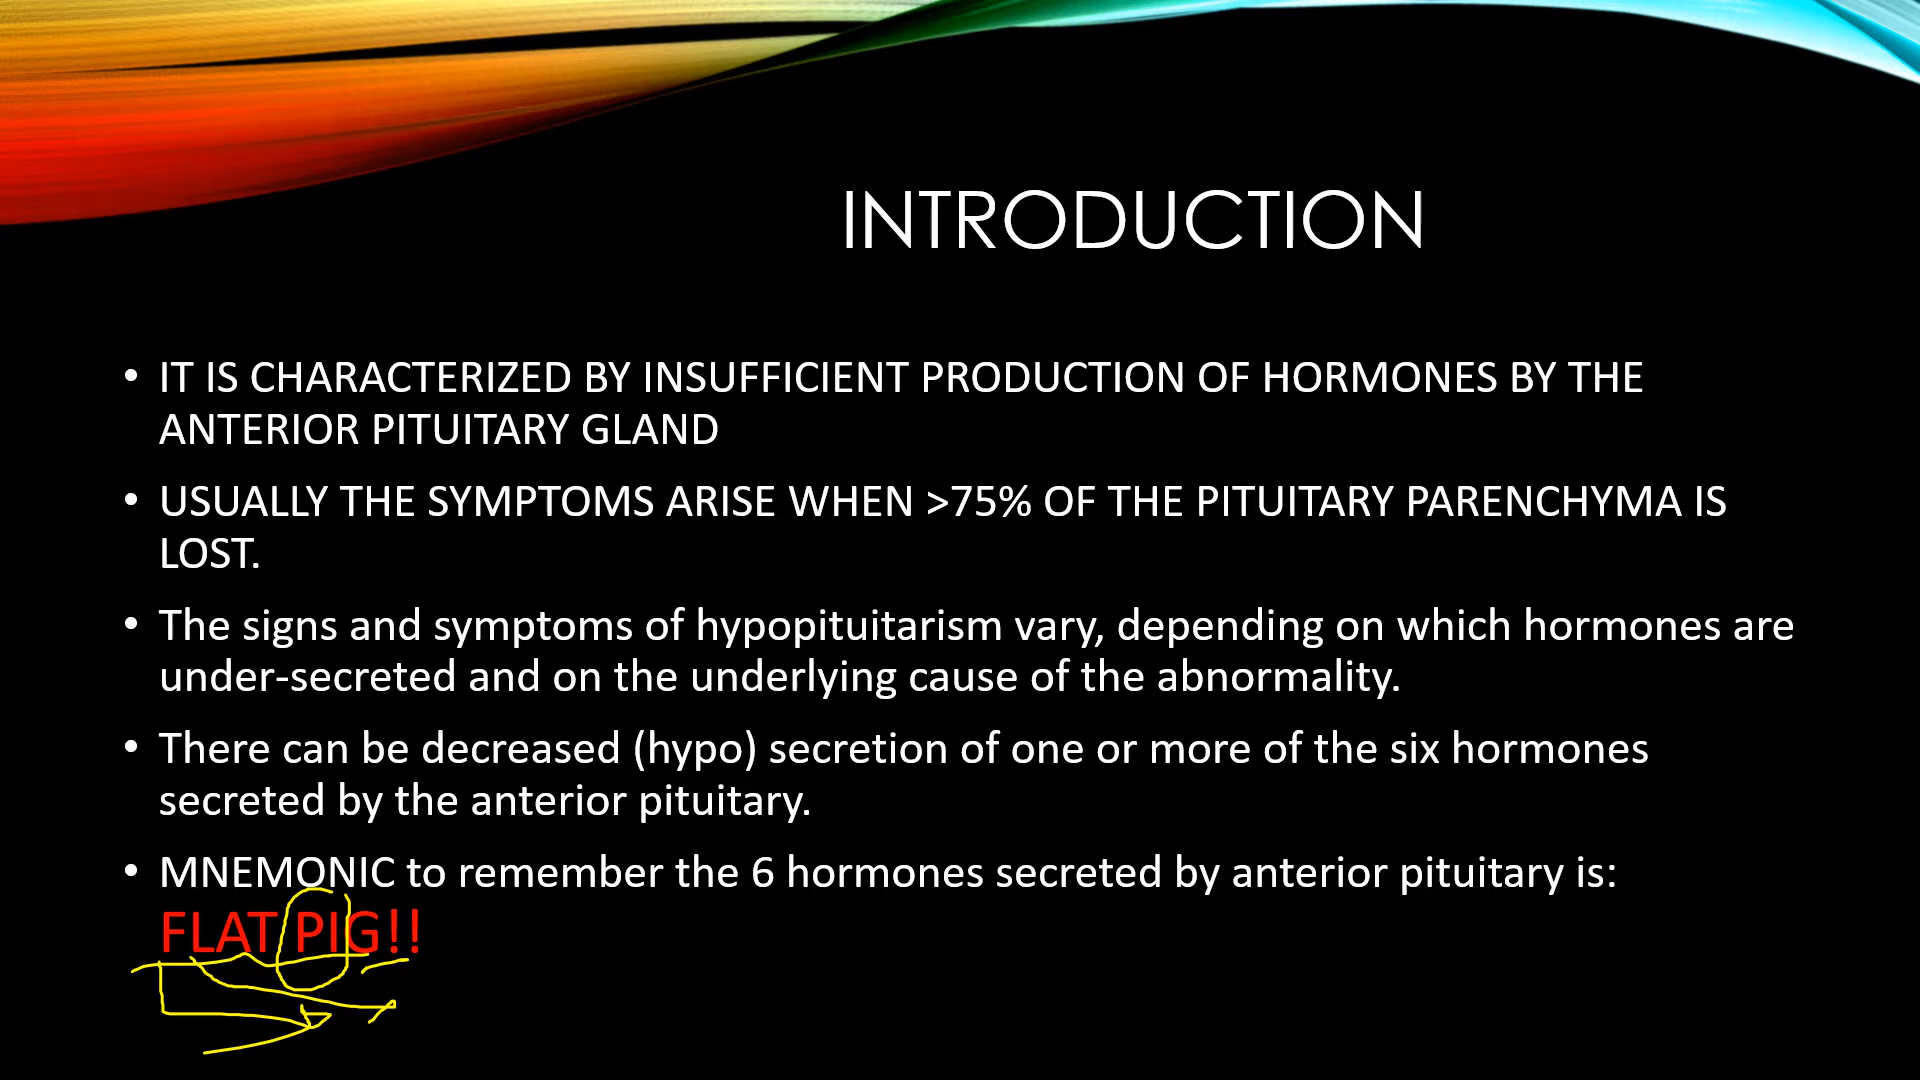 INTRODUCTION
• IT IS CHARACTERIZED BY INSUFFICIENT PRODUCTION OF HORMONES BY THE
ANTERIOR PITUITARY GLAND
• USUALLY THE SYMPTOMS ARISE WHEN >75% OF THE PITUITARY PARENCHYMA IS
LOST.
• The signs and symptoms of hypopituitarism vary, depending on which hormones are
under-secreted and on the underlying cause of the abnormality.
• There can be decreased (hypo) secretion of one or more of the six hormones
secreted by the anterior pituitary.
• MNEMONIC to remember the 6 hormones secreted by anterior pituitary is:
FLAT PIG!!